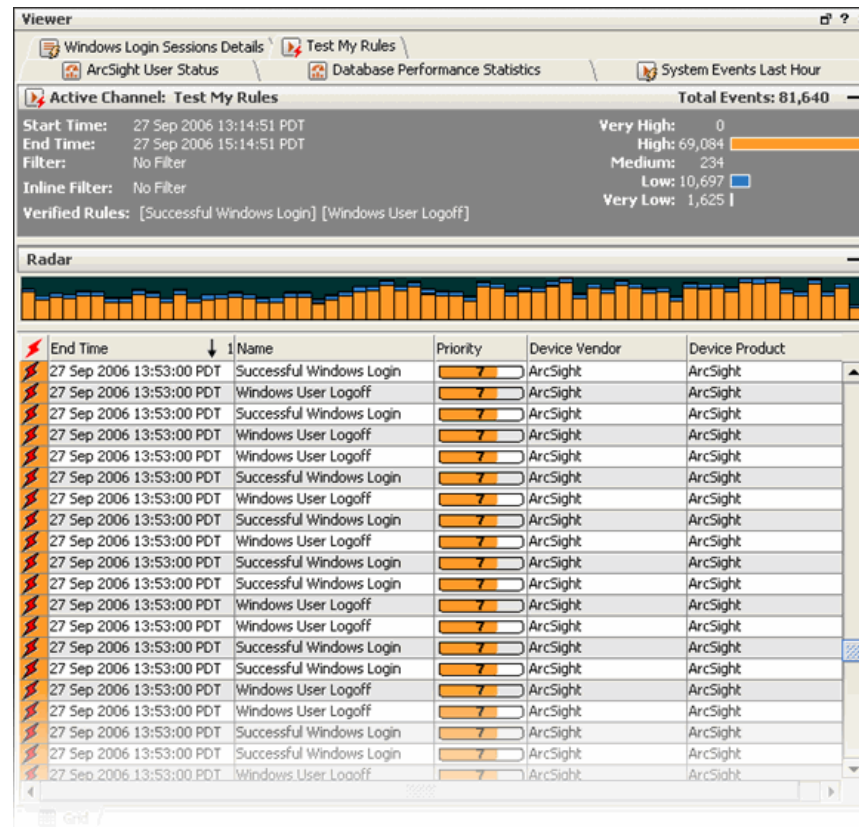 Viewer ?
Windows Login Sessions Details Test My Rules
ArcSight User Status Database Performance Statistics System Events Last Hour
Active Channel: Test My Rules Total Events: 81,640
Start Time: 27 Sep 2006 13:14:51 PDT Very High: 0
End Time: 27 Sep 2006 15:14:51 PDT High: 69,084
Filter: No Filter Medium: 234
Inline Filter: No Filter Low: 10,697
Verified Rules: [Successful Windows Login] [Windows User Logoff] Very Low: 1,625
Radar
End Time 1 Name Priority Device Vendor Device Product
27 Sep 2006 13:53:00 PDT Successful Windows Login 7 ArcSight ArcSight
27 Sep 2006 13:53:00 PDT Windows User Logoff 7 ArcSight ArcSight
27 Sep 2006 13:53:00 PDT Successful Windows Login 7 ArcSight ArcSight
27 Sep 2006 13:53:00 PDT Windows User Logoff 7 ArcSight ArcSight
27 Sep 2006 13:53:00 PDT Windows User Logoff 7 ArcSight ArcSight
27 Sep 2006 13:53:00 PDT Successful Windows Login 7 ArcSight ArcSight
27 Sep 2006 13:53:00 PDT Windows User Logoff 7 ArcSight ArcSight
27 Sep 2006 13:53:00 PDT Successful Windows Login 7 ArcSight ArcSight
27 Sep 2006 13:53:00 PDT Windows User Logoff 7 ArcSight ArcSight
27 Sep 2006 13:53:00 PDT Successful Windows Login 7 ArcSight ArcSight
27 Sep 2006 13:53:00 PDT Successful Windows Login 7 ArcSight ArcSight
27 Sep 2006 13:53:00 PDT Windows User Logoff 7 ArcSight ArcSight
27 Sep 2006 13:53:00 PDT Windows User Logoff 7 ArcSight ArcSight
27 Sep 2006 13:53:00 PDT Successful Windows Login 7 ArcSight ArcSight
27 Sep 2006 13:53:00 PDT Successful Windows Login 7 ArcSight ArcSight
27 Sep 2006 13:53:00 PDT Windows User Logoff 7 ArcSight ArcSight
27 Sep 2006 13:53:00 PDT Windows User Logoff 7 ArcSight ArcSight
27 Sep 2006 13:53:00 PDT Successful Windows Login 7 ArcSight ArcSight
27 Sep 2006 13:53:00 PDT Successful Windows Login 7 ArcSight ArcSight
27 Sep 2006 13:53:00 PDT Windows User Logoff 7 ArcSight ArcSight
Grid